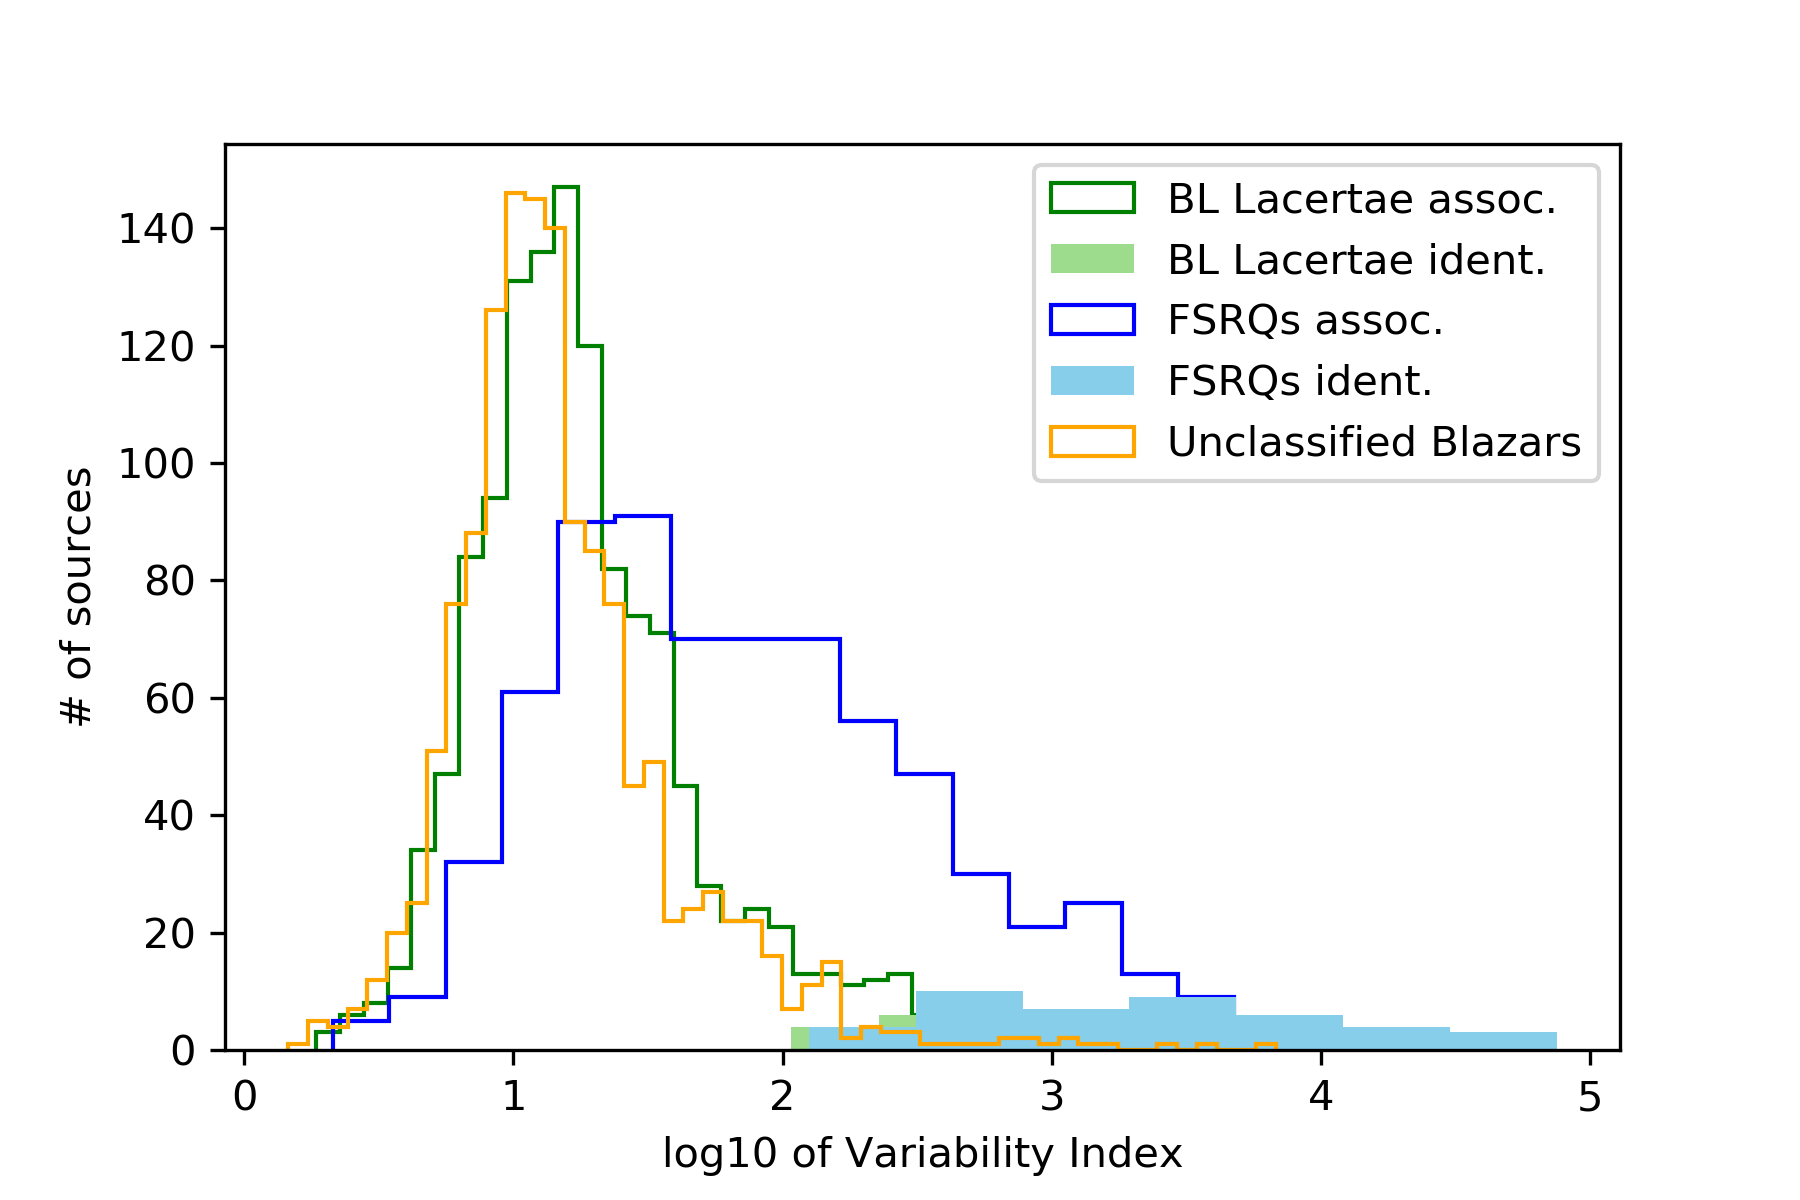 BL Lacertae assoc.
BL Lacertae ident.
FSRQs assoc.
FSRQs ident.
Unclassified Blazars
140
120
100
80
60
40
20
0
# of sources
0 1 2 3 4 5
log10 of Variability Index